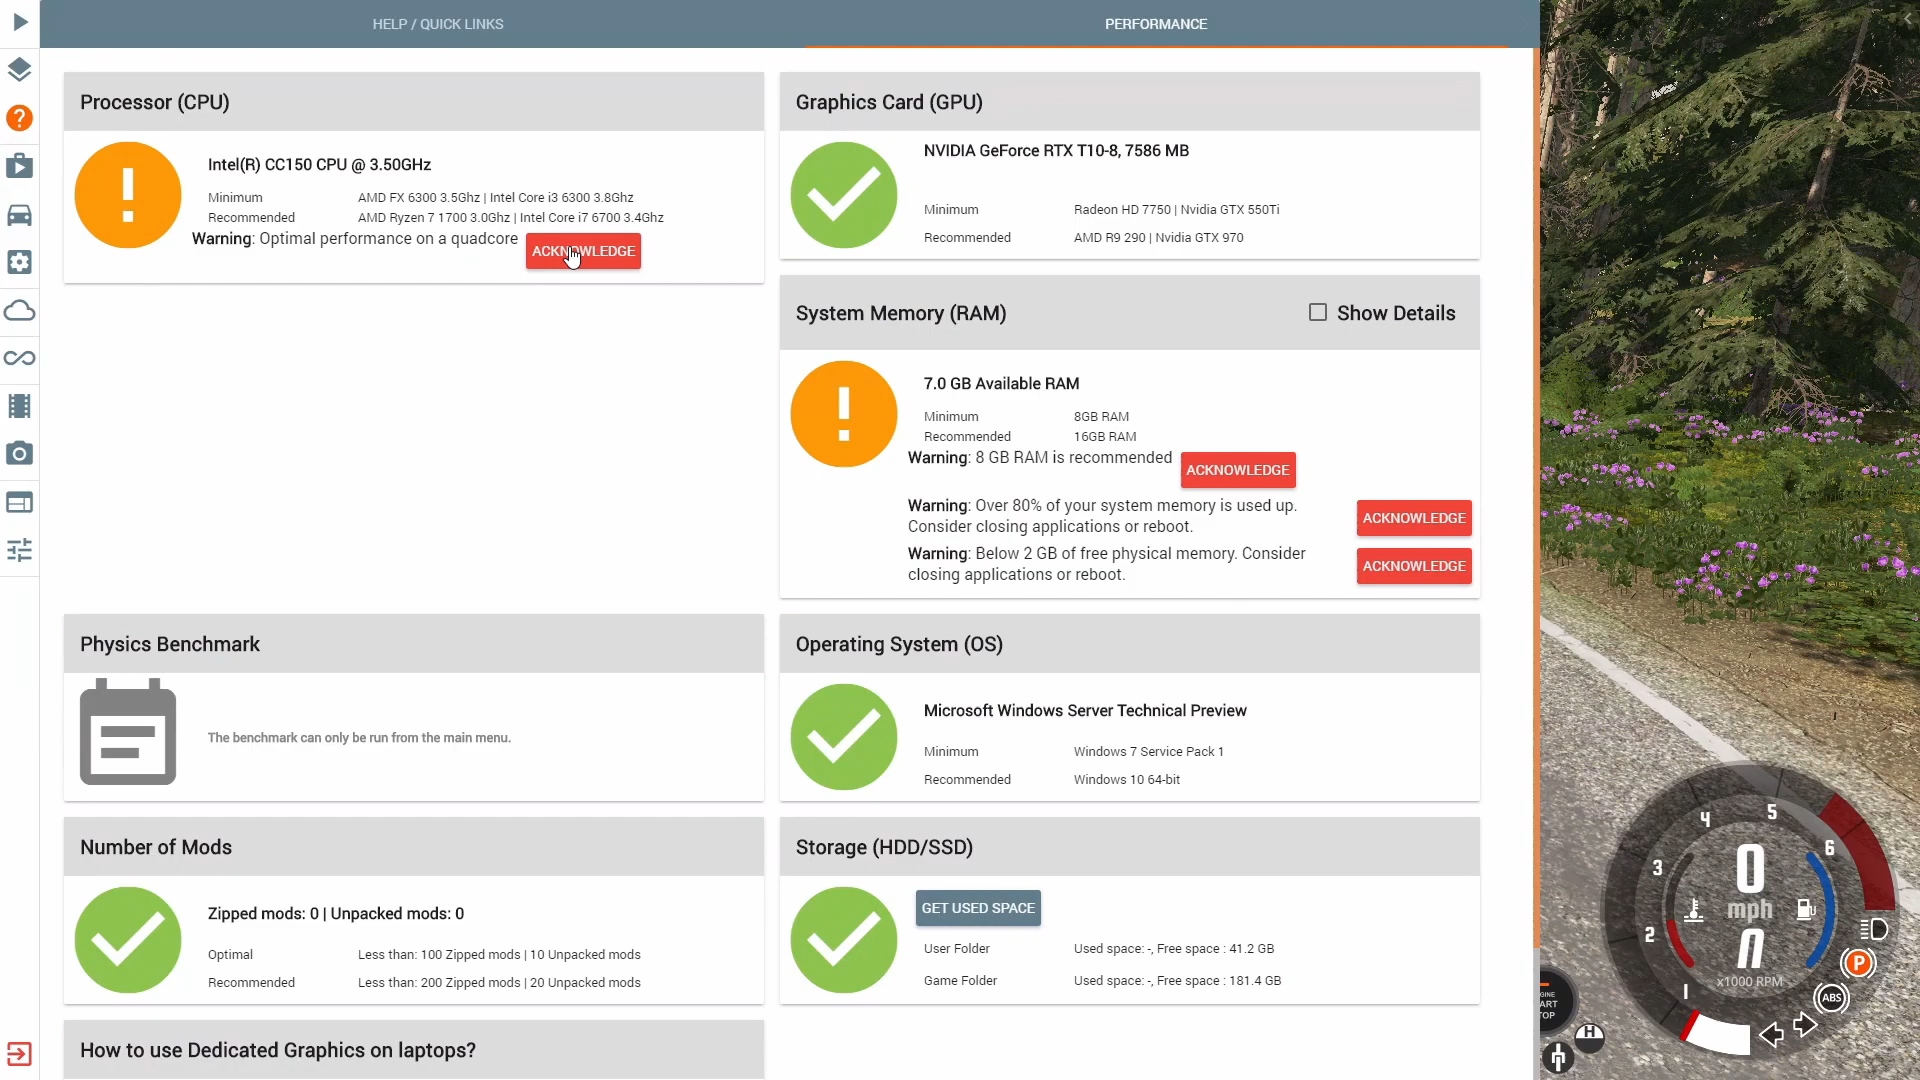 HELP / QUICK LINKS
PERFORMANCE
Processor (CPU)
Intel(R) CC150 CPU @ 3.50GHz
Minimum AMD FX 6300 3.5Ghz | Intel Core i3 6300 3.8Ghz
Recommended AMD Ryzen 7 1700 3.0Ghz | Intel Core i7 6700 3.4Ghz
Warning: Optimal performance on a quadcore ACKNOWLEDGE
Graphics Card (GPU)
NVIDIA GeForce RTX T10-8, 7586 MB
Minimum Radeon HD 7750 | Nvidia GTX 550Ti
Recommended AMD R9 290 | Nvidia GTX 970
System Memory (RAM) Show Details
7.0 GB Available RAM
Minimum 8GB RAM
Recommended 16GB RAM
Warning: 8 GB RAM is recommended ACKNOWLEDGE
Warning: Over 80% of your system memory is used up.
Consider closing applications or reboot.
ACKNOWLEDGE
Warning: Below 2 GB of free physical memory. Consider
closing applications or reboot.
ACKNOWLEDGE
Physics Benchmark
The benchmark can only be run from the main menu.
Operating System (OS)
Microsoft Windows Server Technical Preview
Minimum Windows 7 Service Pack 1
Recommended Windows 10 64-bit
Number of Mods
Zipped mods: 0 | Unpacked mods: 0
Optimal Less than: 100 Zipped mods | 10 Unpacked mods
Recommended Less than: 200 Zipped mods | 20 Unpacked mods
Storage (HDD/SSD)
GET USED SPACE
User Folder Used space: -, Free space : 41.2 GB
Game Folder Used space: -, Free space : 181.4 GB
How to use Dedicated Graphics on laptops?
1
2
3
4
5
6
0
mph
n
x1000 RPM
P
ABS
H
GINE
ART
TOP